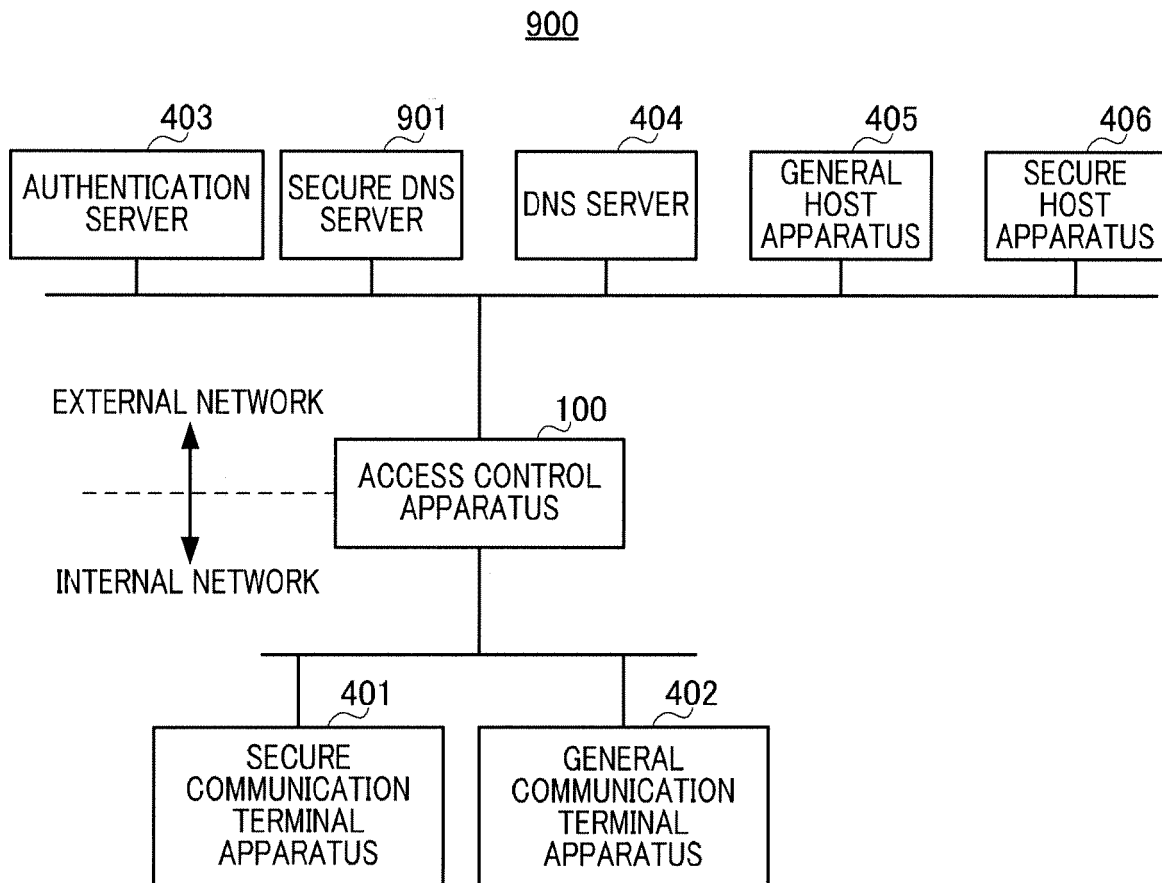 900
403
901
404
405
406
AUTHENTICATION
SERVER
SECURE DNS
SERVER
DNS SERVER
GENERAL
HOST
APPARATUS
SECURE
HOST
APPARATUS
EXTERNAL NETWORK
100
ACCESS CONTROL
APPARATUS
INTERNAL NETWORK
401
402
SECURE
COMMUNICATION
TERMINAL
APPARATUS
GENERAL
COMMUNICATION
TERMINAL
APPARATUS